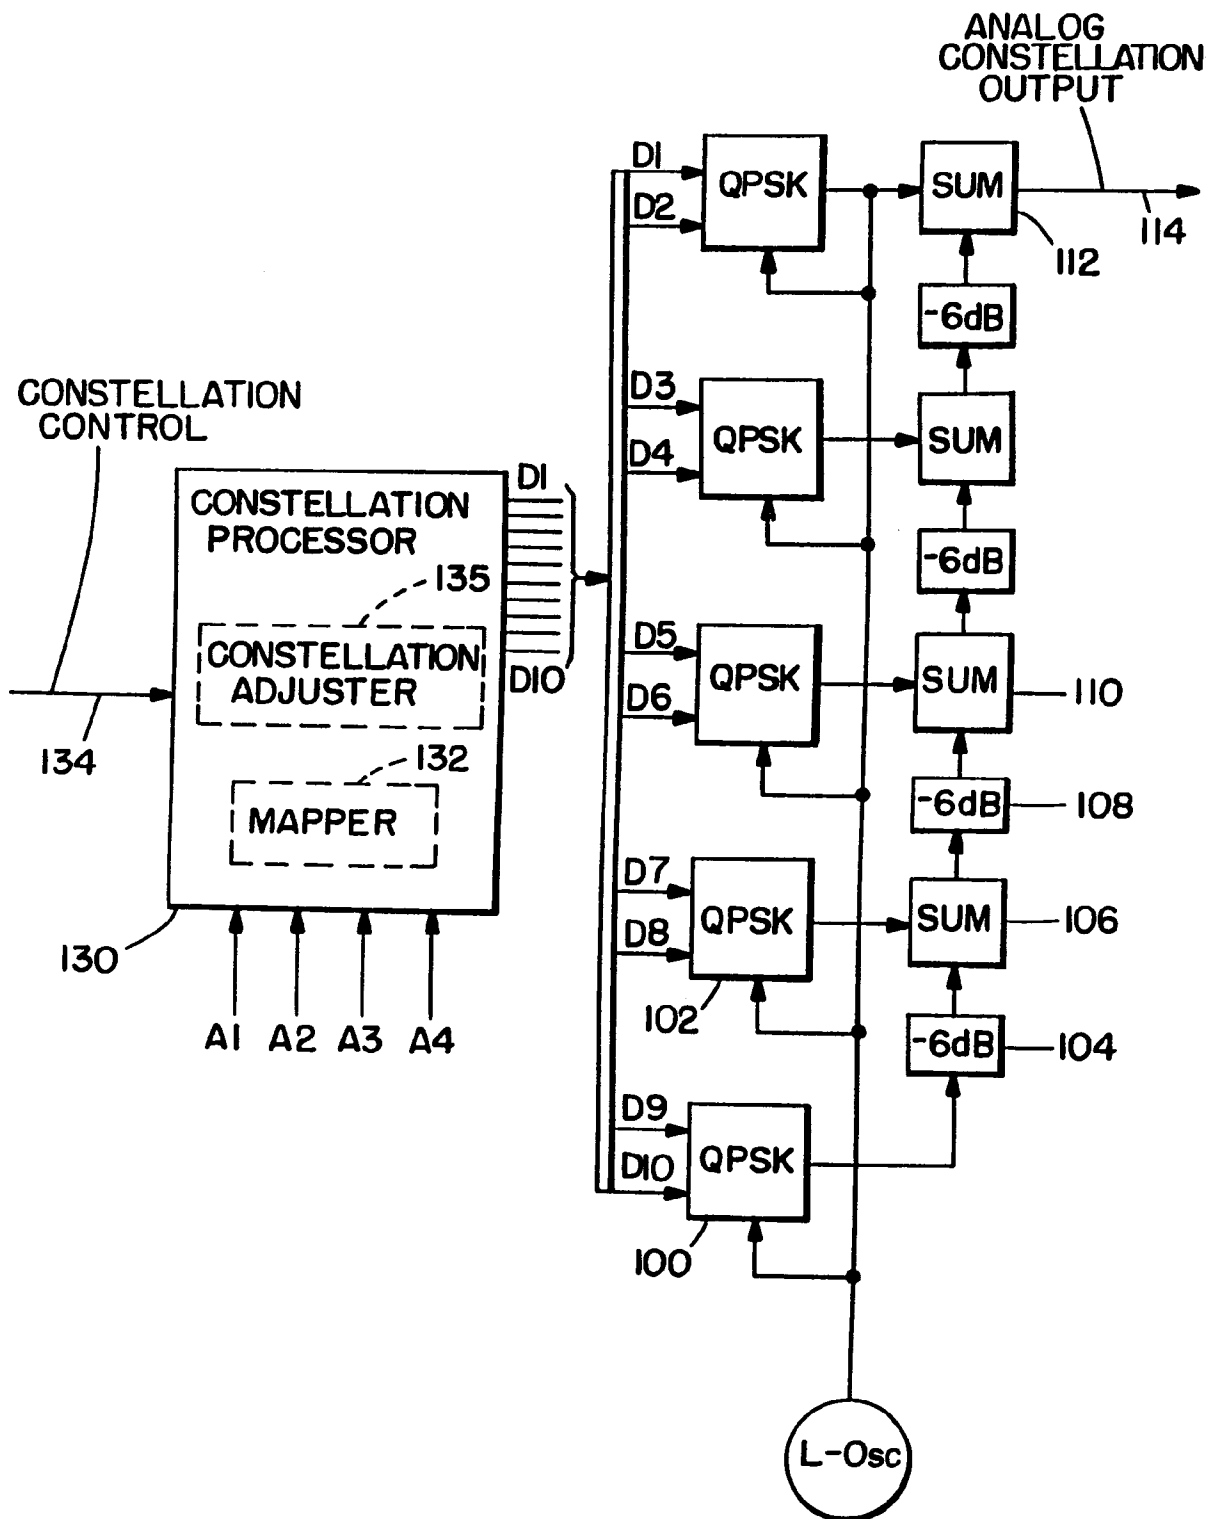 ANALOG
CONSTELLATION
OUTPUT
D1
D2
QPSK
SUM
114
112
-6dB
CONSTELLATION
CONTROL
D3
D4
QPSK
SUM
-6dB
D1
CONSTELLATION
PROCESSOR
135
CONSTELLATION
ADJUSTER
D10
134
132
MAPPER
130
A1
A2
A3
A4
D5
D6
QPSK
SUM
110
-6dB
108
D7
D8
QPSK
SUM
106
102
-6dB
104
D9
D10
QPSK
100
L-Osc